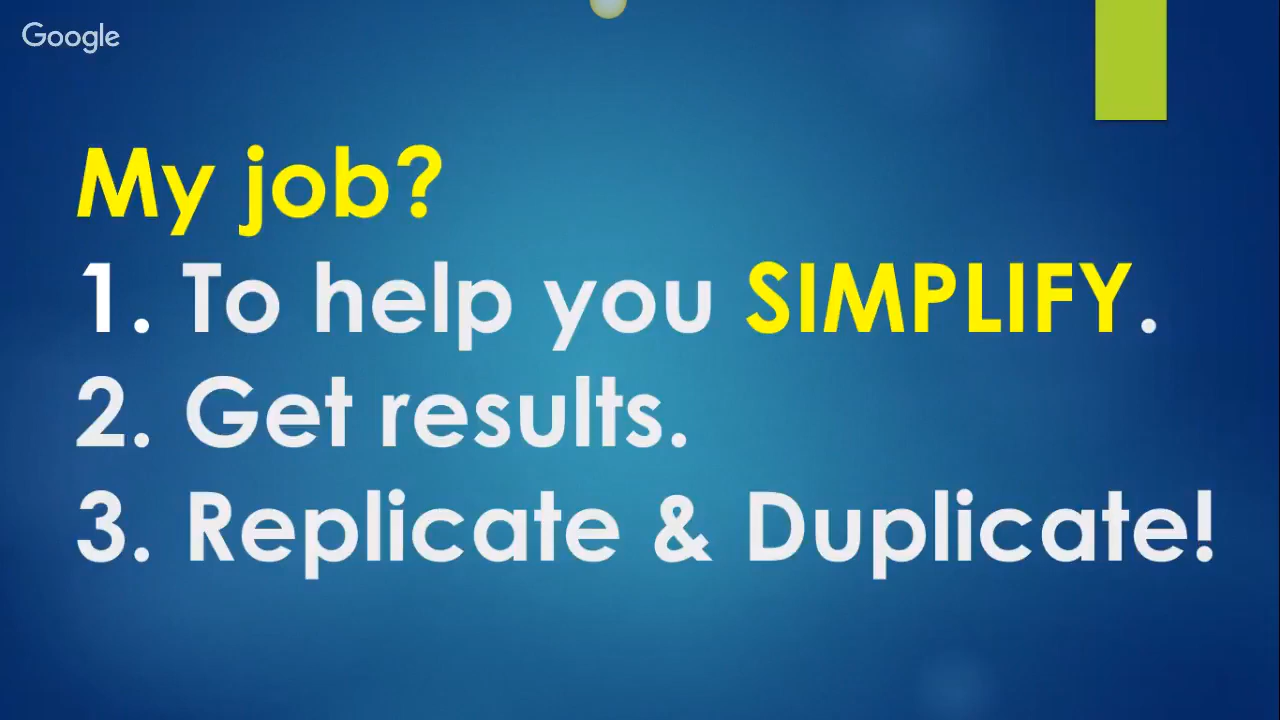 Google
My job?
1. To help you SIMPLIFY.
2. Get results.
3. Replicate & Duplicate!